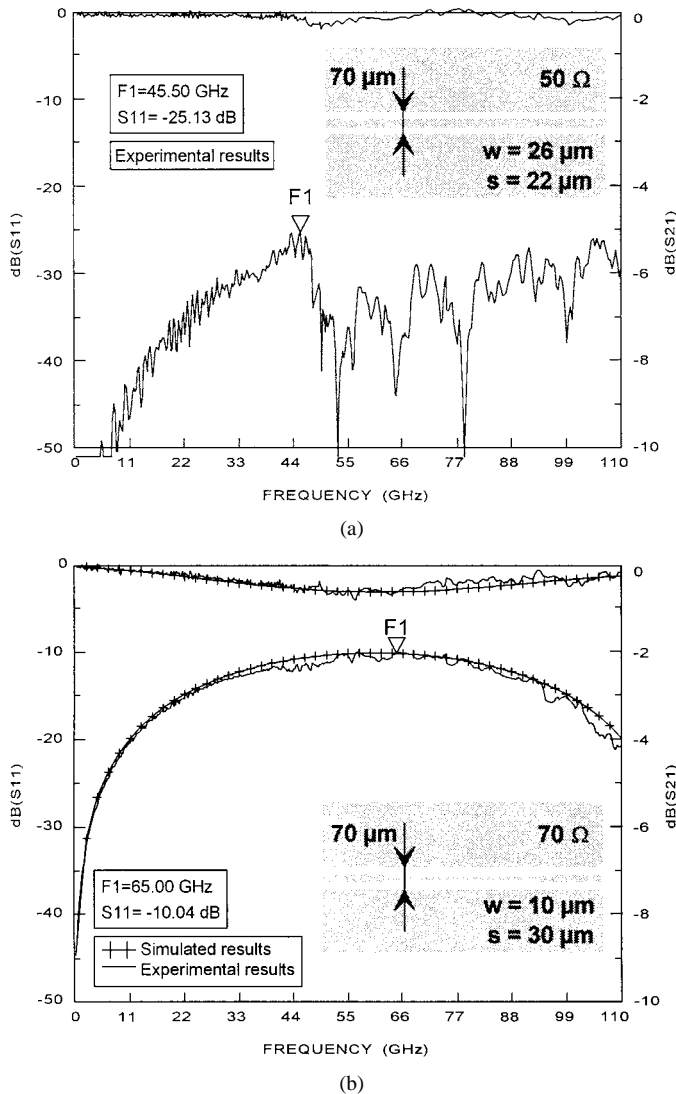 0
-10
-20
-30
-40
-50
dB(S11)
0
-2
-4
-6
-8
-10
dB(S21)
F1=45.50 GHz
S11= -25.13 dB
Experimental results
70 µm
50 Ω
w = 26 µm
s = 22 µm
F1
0 11 22 33 44 55 66 77 88 99 110
FREQUENCY (GHz)
(a)
0
-10
-20
-30
-40
-50
dB(S11)
0
-2
-4
-6
-8
-10
dB(S21)
F1
70 µm
70 Ω
w = 10 µm
s = 30 µm
F1=65.00 GHz
S11= -10.04 dB
Simulated results
Experimental results
0 11 22 33 44 55 66 77 88 99 110
FREQUENCY (GHz)
(b)